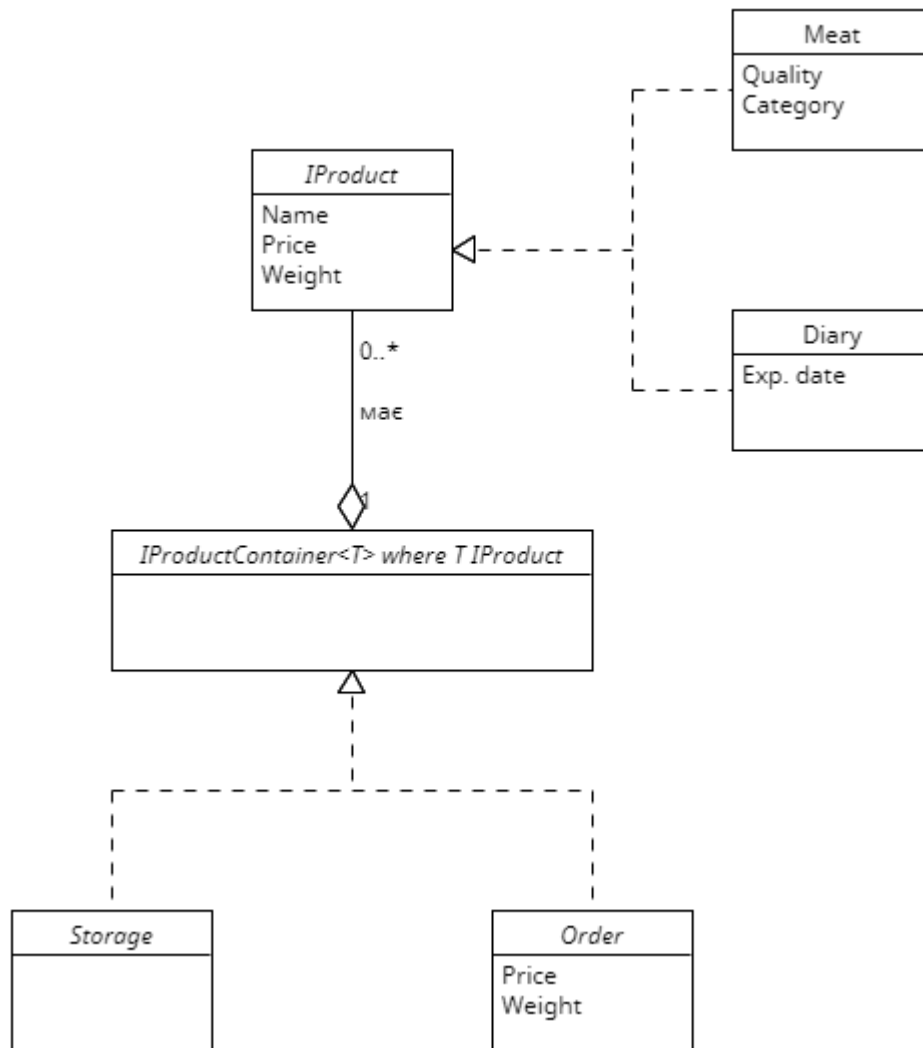 Meat
Quality
Category
IProduct
Name
Price
Weight
Diary
Exp. date
0..*
має
1
IProductContainer<T> where T IProduct
Storage
Order
Price
Weight